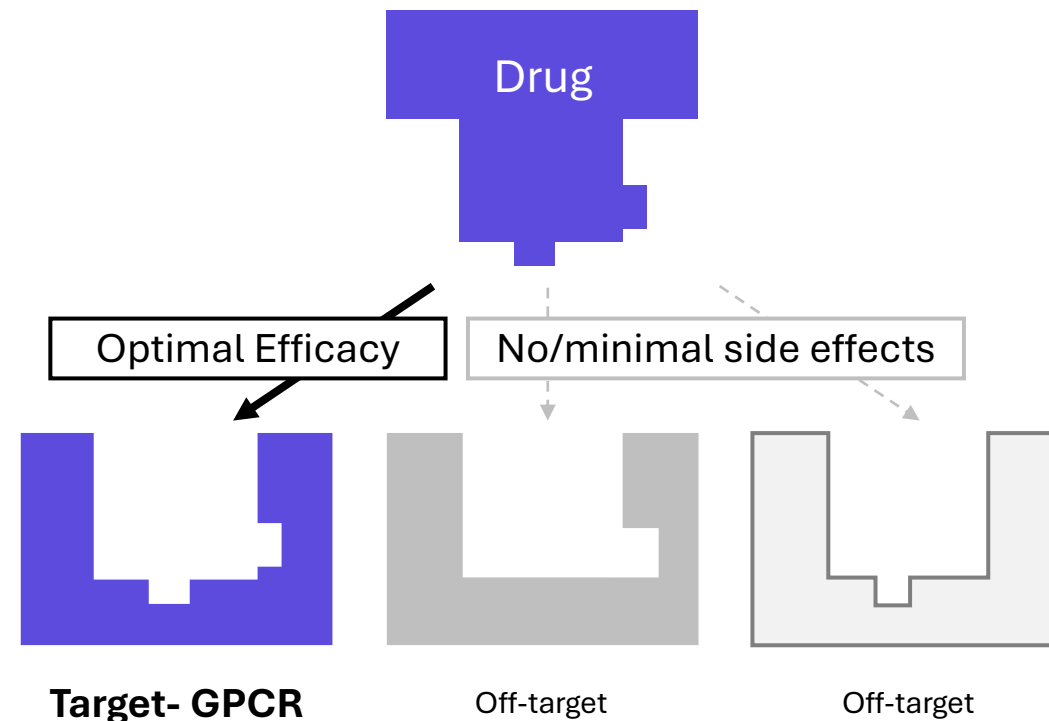 Drug
Optimal Efficacy
No/minimal side effects
Target- GPCR
Off-target
Off-target